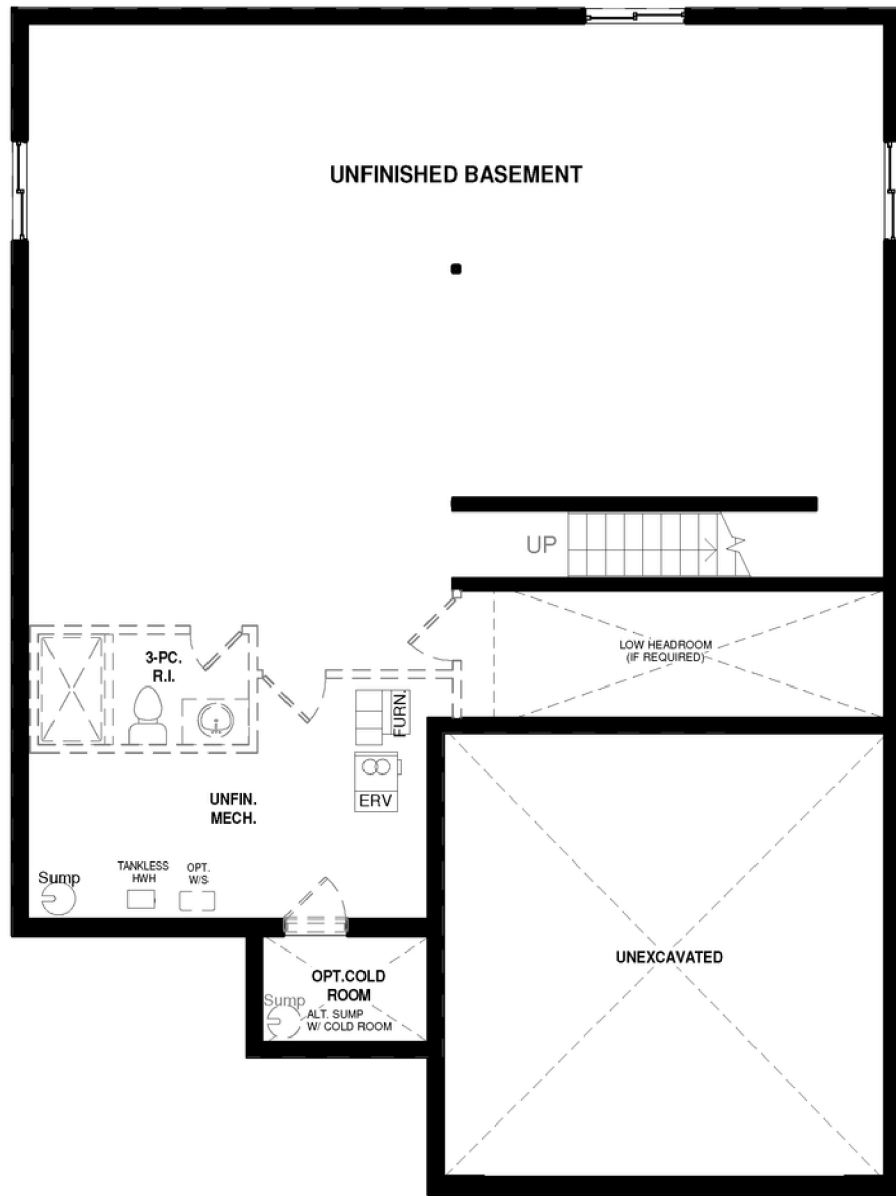 UNFINISHED BASEMENT
UP
LOW HEADROOM
(IF REQUIRED)
3-PC.
R.I.
FURN.
ERV
UNFIN.
MECH.
Sump
TANKLESS
HWH
OPT.
W/S
OPT.COLD
ROOM
Sump
ALT. SUMP
W/ COLD ROOM
UNEXCAVATED